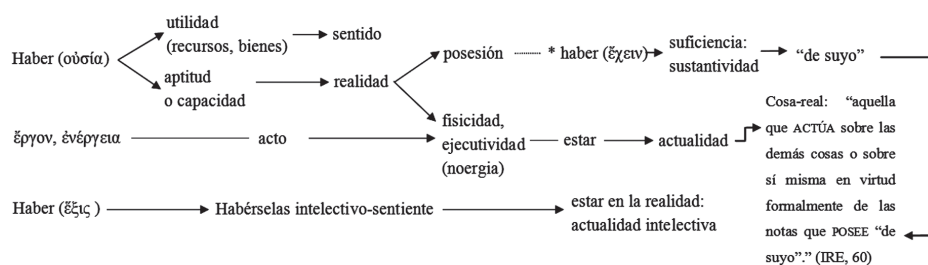 Haber (οὐσία)
utilidad
(recursos, bienes)
sentido
aptitud
o capacidad
realidad
posesión
* haber (ἔχειν)
suficiencia:
sustantividad
“de suyo”
fisicidad,
ejecutividad
(noergia)
ἔργον, ἐνέργεια
acto
estar
actualidad
Cosa-real: “aquella
que ACTÚA sobre las
demás cosas o sobre
sí misma en virtud
formalmente de las
notas que POSEE “de
suyo”.” (IRE, 60)
Haber (ἕξις )
Habérselas intelectivo-sentiente
estar en la realidad:
actualidad intelectiva